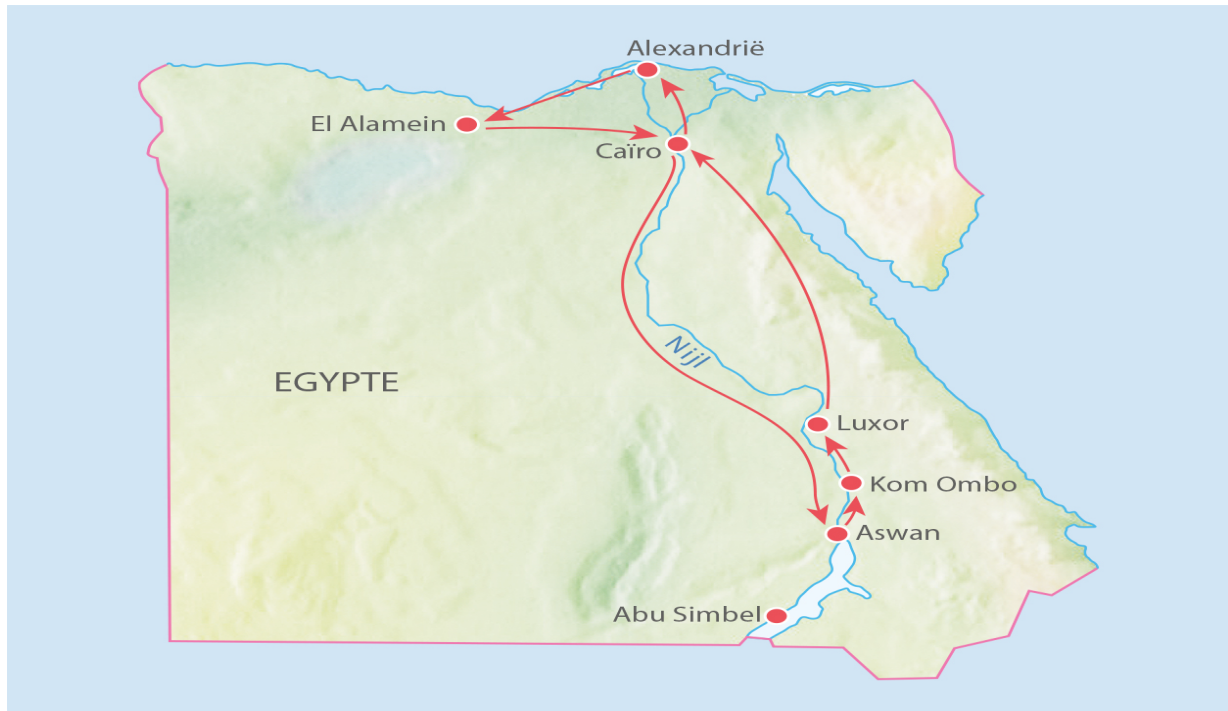 Alexandrië
El Alamein
Caïro
Nijl
EGYPTE
Luxor
Kom Ombo
Aswan
Abu Simbel